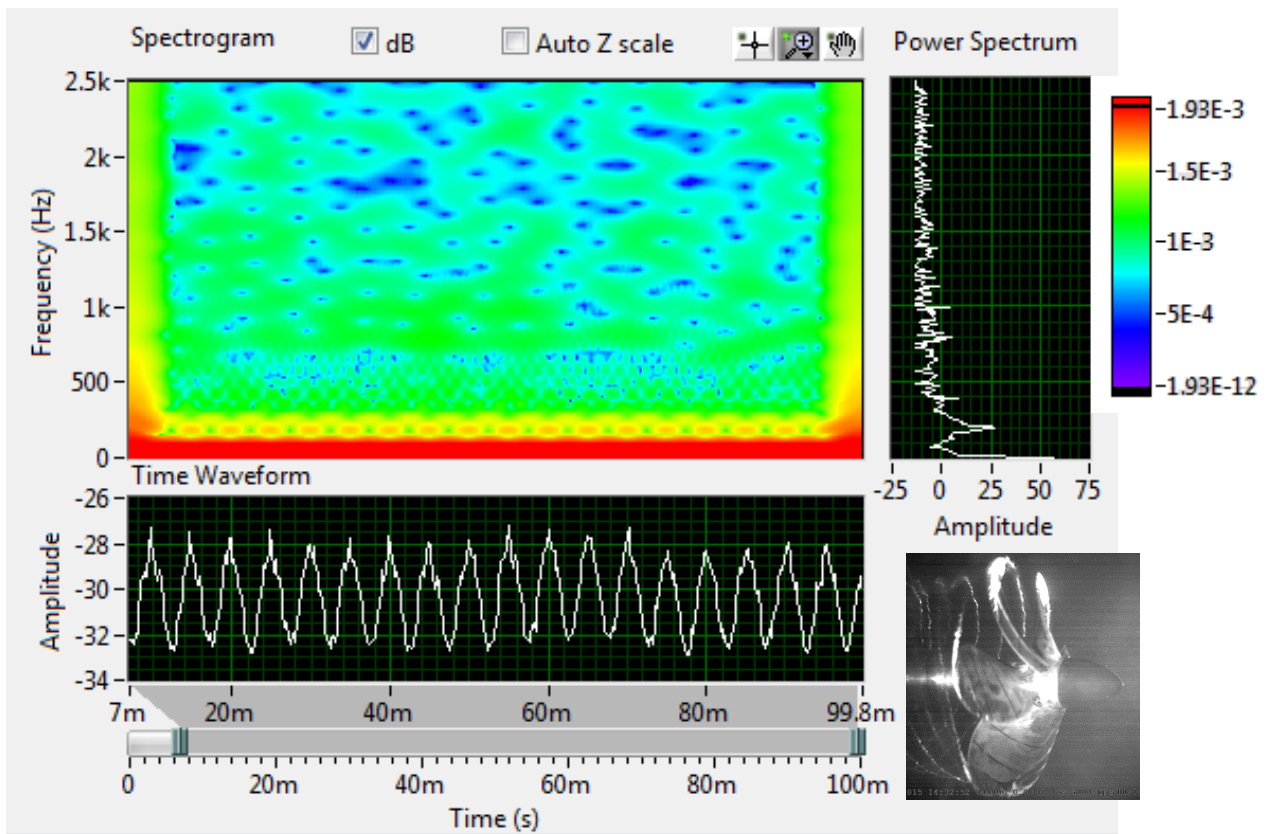 Spectrogram dB Auto Z scale Power Spectrum
2.5k
2k
1.5k
1k
500
0
Frequency (Hz)
-1.93E-3
-1.5E-3
-1E-3
-5E-4
-1.93E-12
-25 0 25 50 75
Amplitude
Time Waveform
-26
-28
-30
-32
-34
Amplitude
7m 20m 40m 60m 80m 99.8m
0 20m 40m 60m 80m 100m
Time (s)